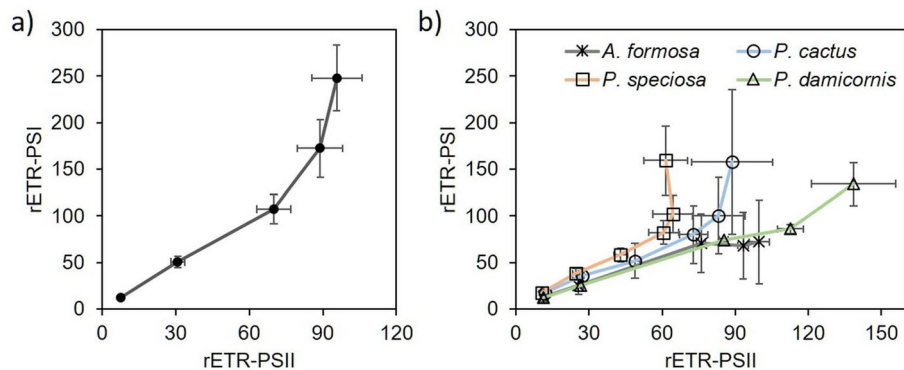 a)
300
250
200
150
100
50
0
rETR-PSI
0 30 60 90 120
rETR-PSII
b)
300
250
200
150
100
50
0
rETR-PSI
A. formosa P. cactus
P. speciosa P. damicornis
0 30 60 90 120 150
rETR-PSII